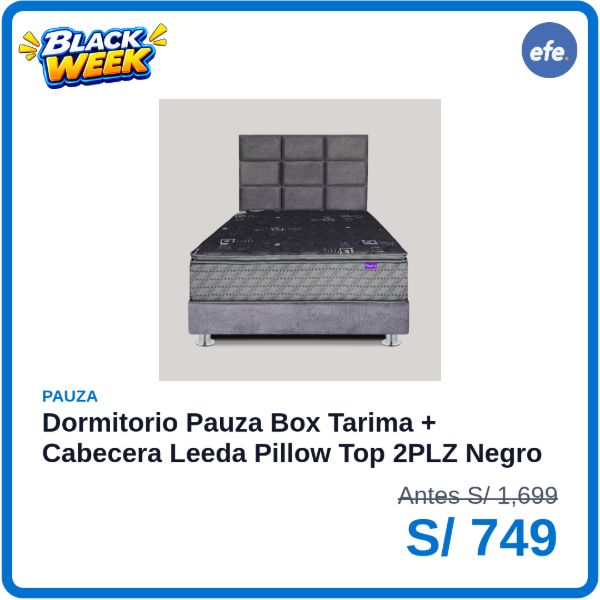 BLACK
WEEK
efe.
PAUZA
Dormitorio Pauza Box Tarima +
Cabecera Leeda Pillow Top 2PLZ Negro
Antes S/ 1,699
S/ 749